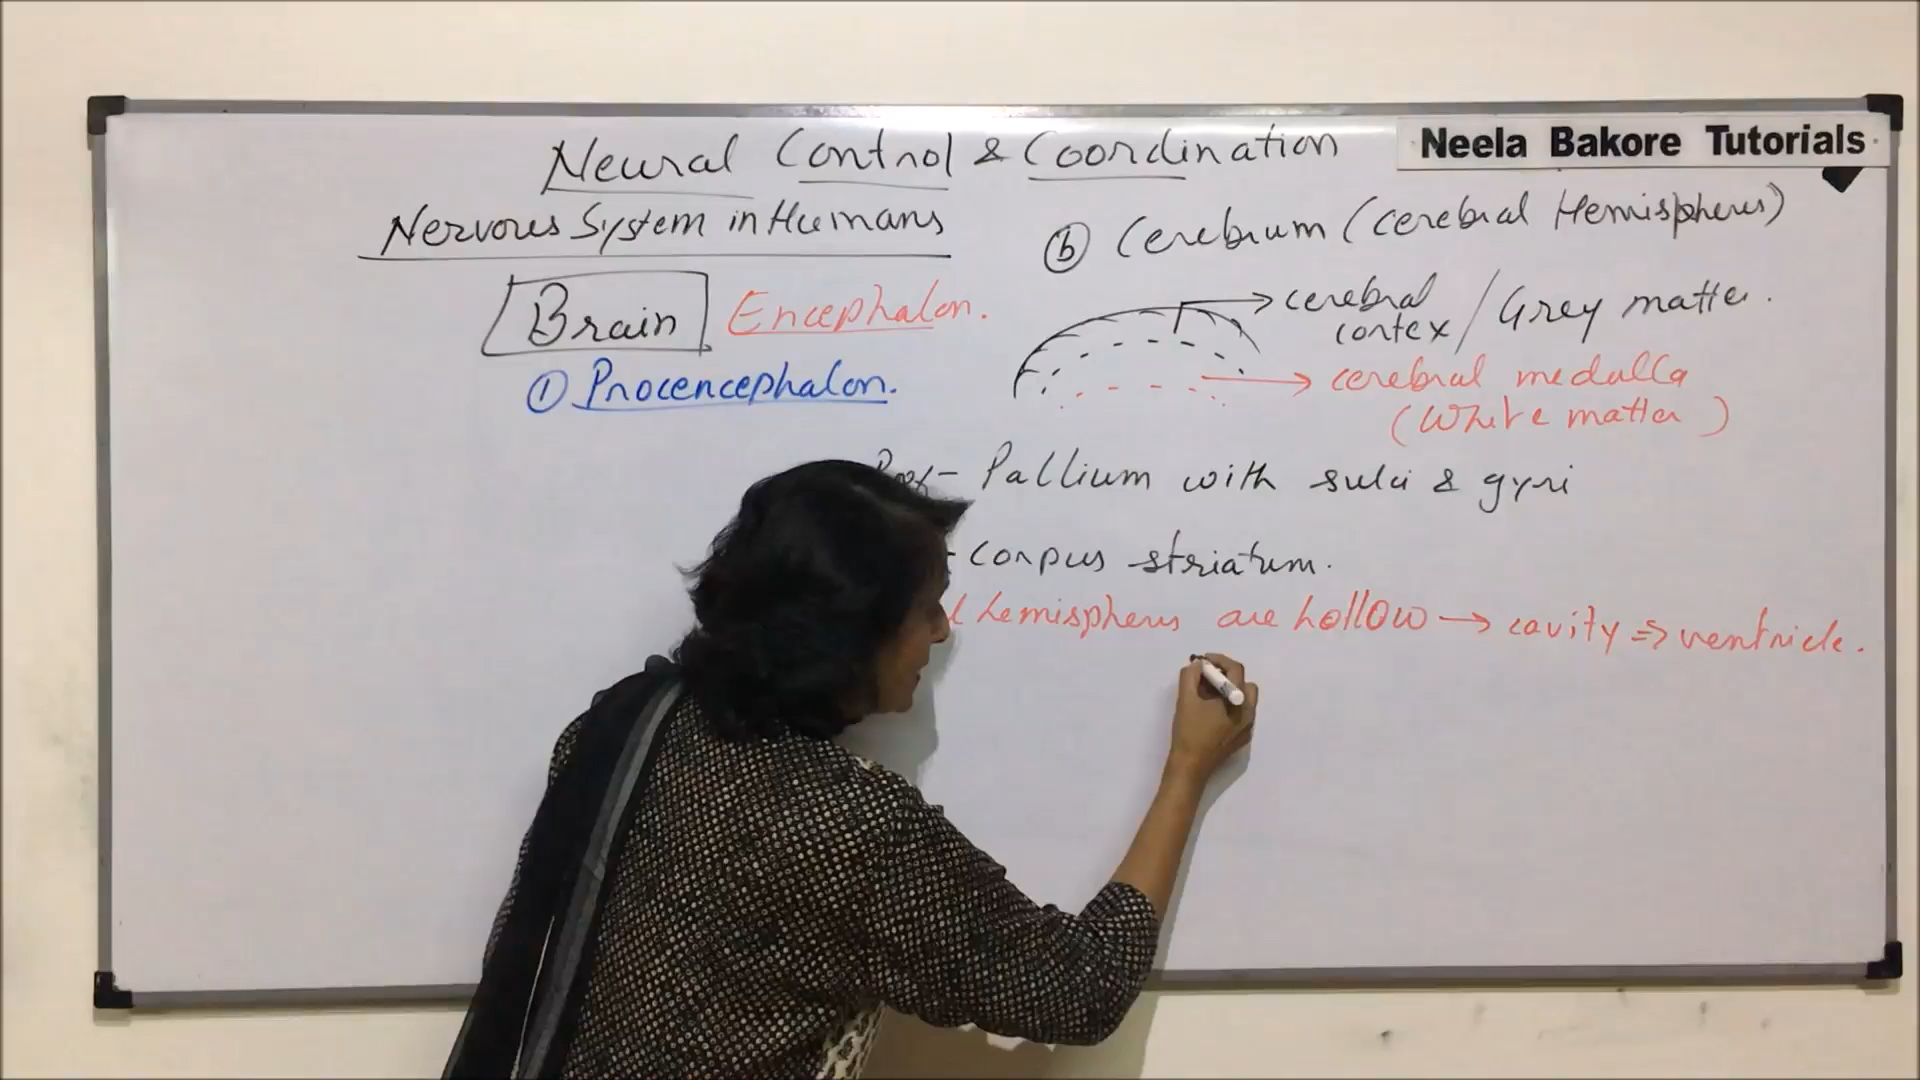 Neural Control & Coordination
Neela Bakore Tutorials
Nervous System in Humans
Brain Encephalon.
① Procencephalon.
ⓑ Cerebrum (cerebral Hemispheres)
→ cerebral cortex / Grey matter.
→ cerebral medulla
(White matter)
- Pallium with sulci & gyri
- corpus striatum.
hemispheres are hollow → cavity ⇒ ventricle.